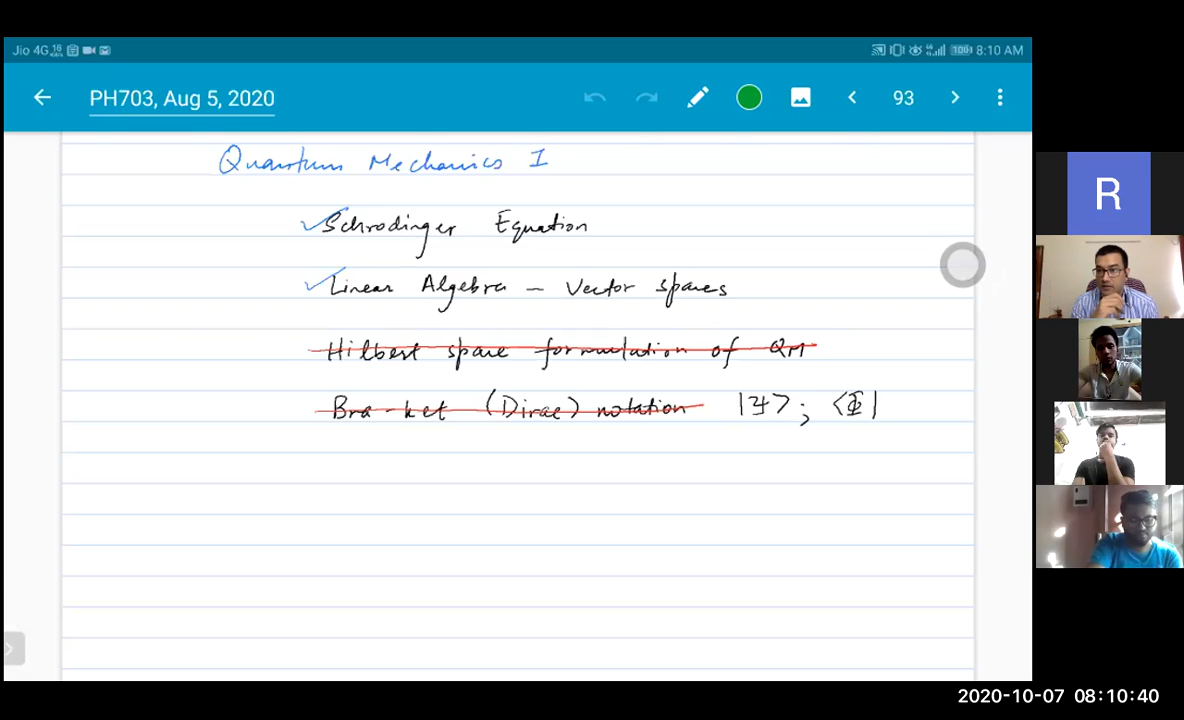 Jio 4G
100 8:10 AM
PH703, Aug 5, 2020
93
Quantum Mechanics I
Schrodinger Equation
Linear Algebra – Vector spaces
Hilbert space formulation of QM
Bra-ket (Dirac) notation |Ψ>; <Φ|
R
2020-10-07 08:10:40